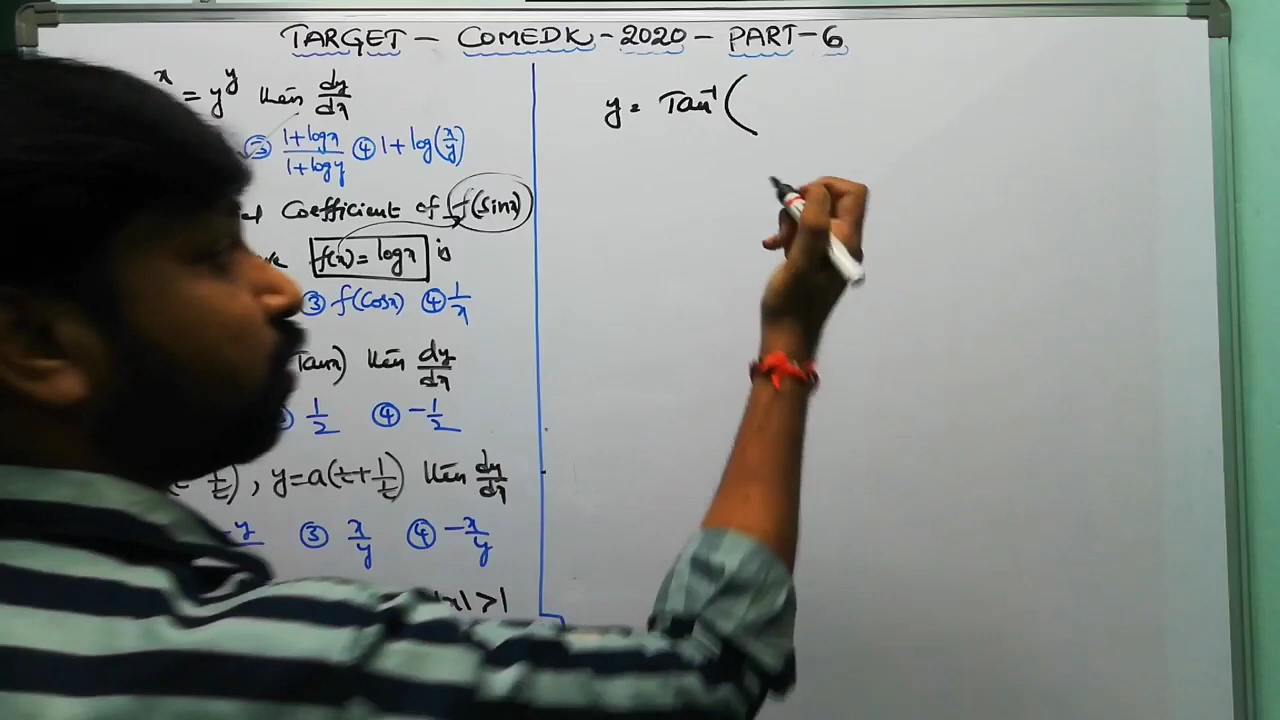 TARGET - COMEDK - 2020 - PART - 6
x = y^y then dy/dx
③ 1+logx/1+logy ④ 1+log(x/y)
Coefficient of f(sinx)
f(x) = logx is
③ f(cosx) ④ 1/x
Tanx) then dy/dx
1/2 ④ -1/2
, y=a(t+1/t) then dy/dx
③ x/y ④ -x/y
>1
y = Tan⁻¹(